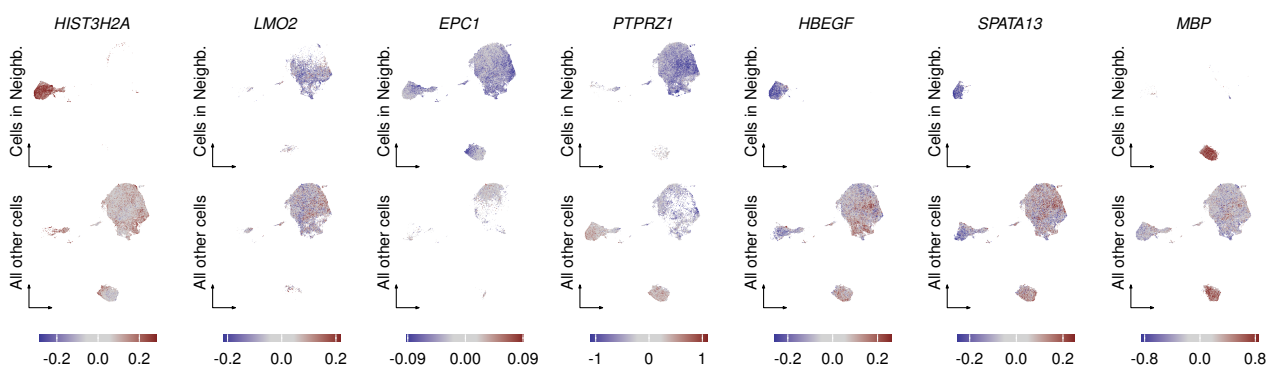 HIST3H2A LMO2 EPC1 PTPRZ1 HBEGF SPATA13 MBP
Cells in Neighb. Cells in Neighb. Cells in Neighb. Cells in Neighb. Cells in Neighb. Cells in Neighb. Cells in Neighb.
All other cells All other cells All other cells All other cells All other cells All other cells All other cells
-0.2 0.0 0.2 -0.2 0.0 0.2 -0.09 0.00 0.09 -1 0 1 -0.2 0.0 0.2 -0.2 0.0 0.2 -0.8 0.0 0.8